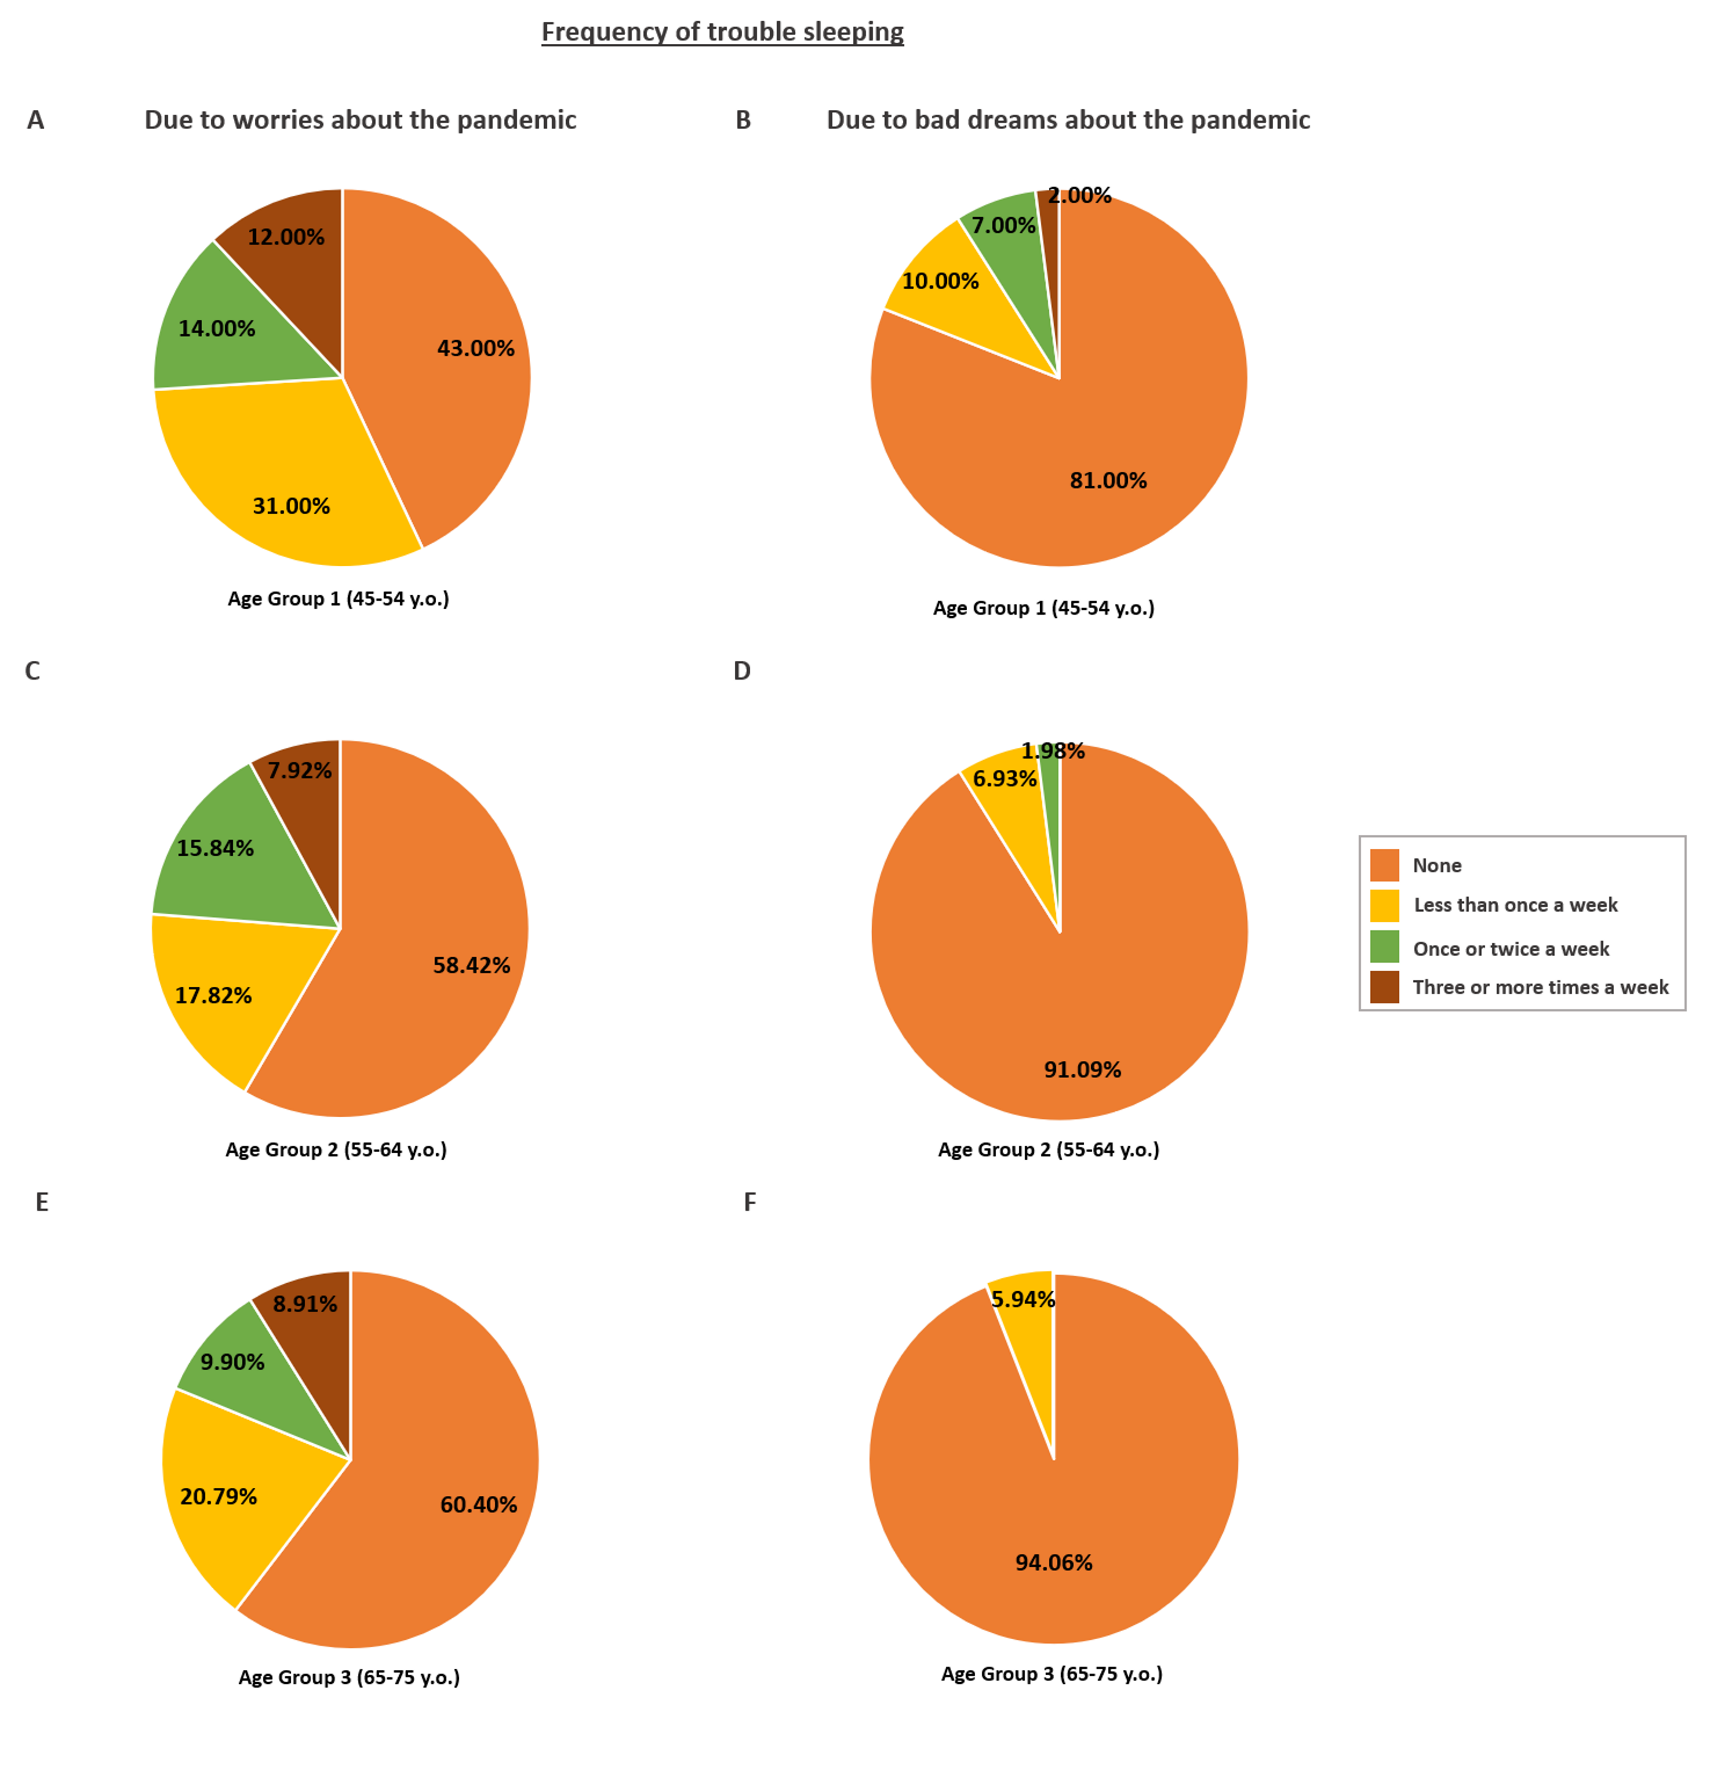 Frequency of trouble sleeping
A
Due to worries about the pandemic
B
Due to bad dreams about the pandemic
12.00%
14.00%
43.00%
31.00%
Age Group 1 (45-54 y.o.)
2.00%
7.00%
10.00%
81.00%
Age Group 1 (45-54 y.o.)
C
D
7.92%
15.84%
17.82%
58.42%
Age Group 2 (55-64 y.o.)
1.98%
6.93%
91.09%
Age Group 2 (55-64 y.o.)
None
Less than once a week
Once or twice a week
Three or more times a week
E
F
8.91%
9.90%
20.79%
60.40%
Age Group 3 (65-75 y.o.)
5.94%
94.06%
Age Group 3 (65-75 y.o.)